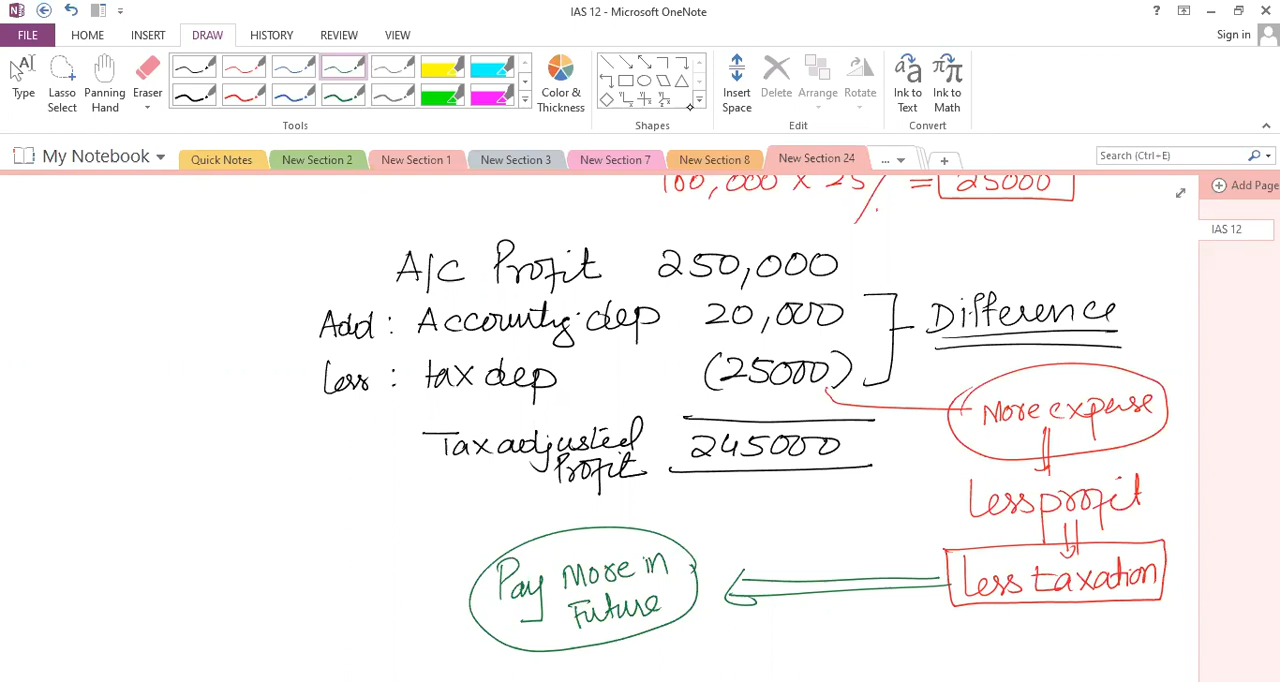 IAS 12 - Microsoft OneNote
?
FILE HOME INSERT DRAW HISTORY REVIEW VIEW
Sign in
Type
Lasso Select
Panning Hand
Eraser
Color & Thickness
Insert Space
Delete
Arrange
Rotate
Ink to Text
Ink to Math
Tools
Shapes
Edit
Convert
My Notebook
Quick Notes
New Section 2
New Section 1
New Section 3
New Section 7
New Section 8
New Section 24
...
Search (Ctrl+E)
Add Page
IAS 12
100,000 x 25% = 25000
A/C Profit 250,000
Add: Accounting dep 20,000
Difference
Less: tax dep (25000)
More expense
Tax adjusted Profit 245000
Less profit
Less taxation
Pay More in
Future